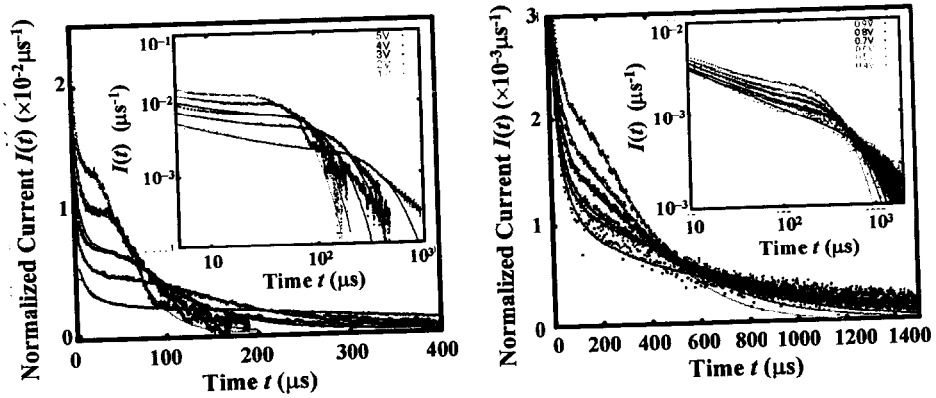 Normalized Current I(t) (×10⁻²μs⁻¹)
2
1
0
0
100
200
300
400
Time t (μs)
I(t) (μs⁻¹)
10⁻¹
10⁻²
10⁻³
10
10²
10³
Time t (μs)
5V
4V
3V
Normalized Current I(t) (×10⁻³μs⁻¹)
3
2
1
0
0
200
400
600
800
1000
1200
1400
Time t (μs)
I(t) (μs⁻¹)
10⁻²
10⁻³
10⁻³
10
10²
10³
Time t (μs)
0.9V
0.8V
0.7V